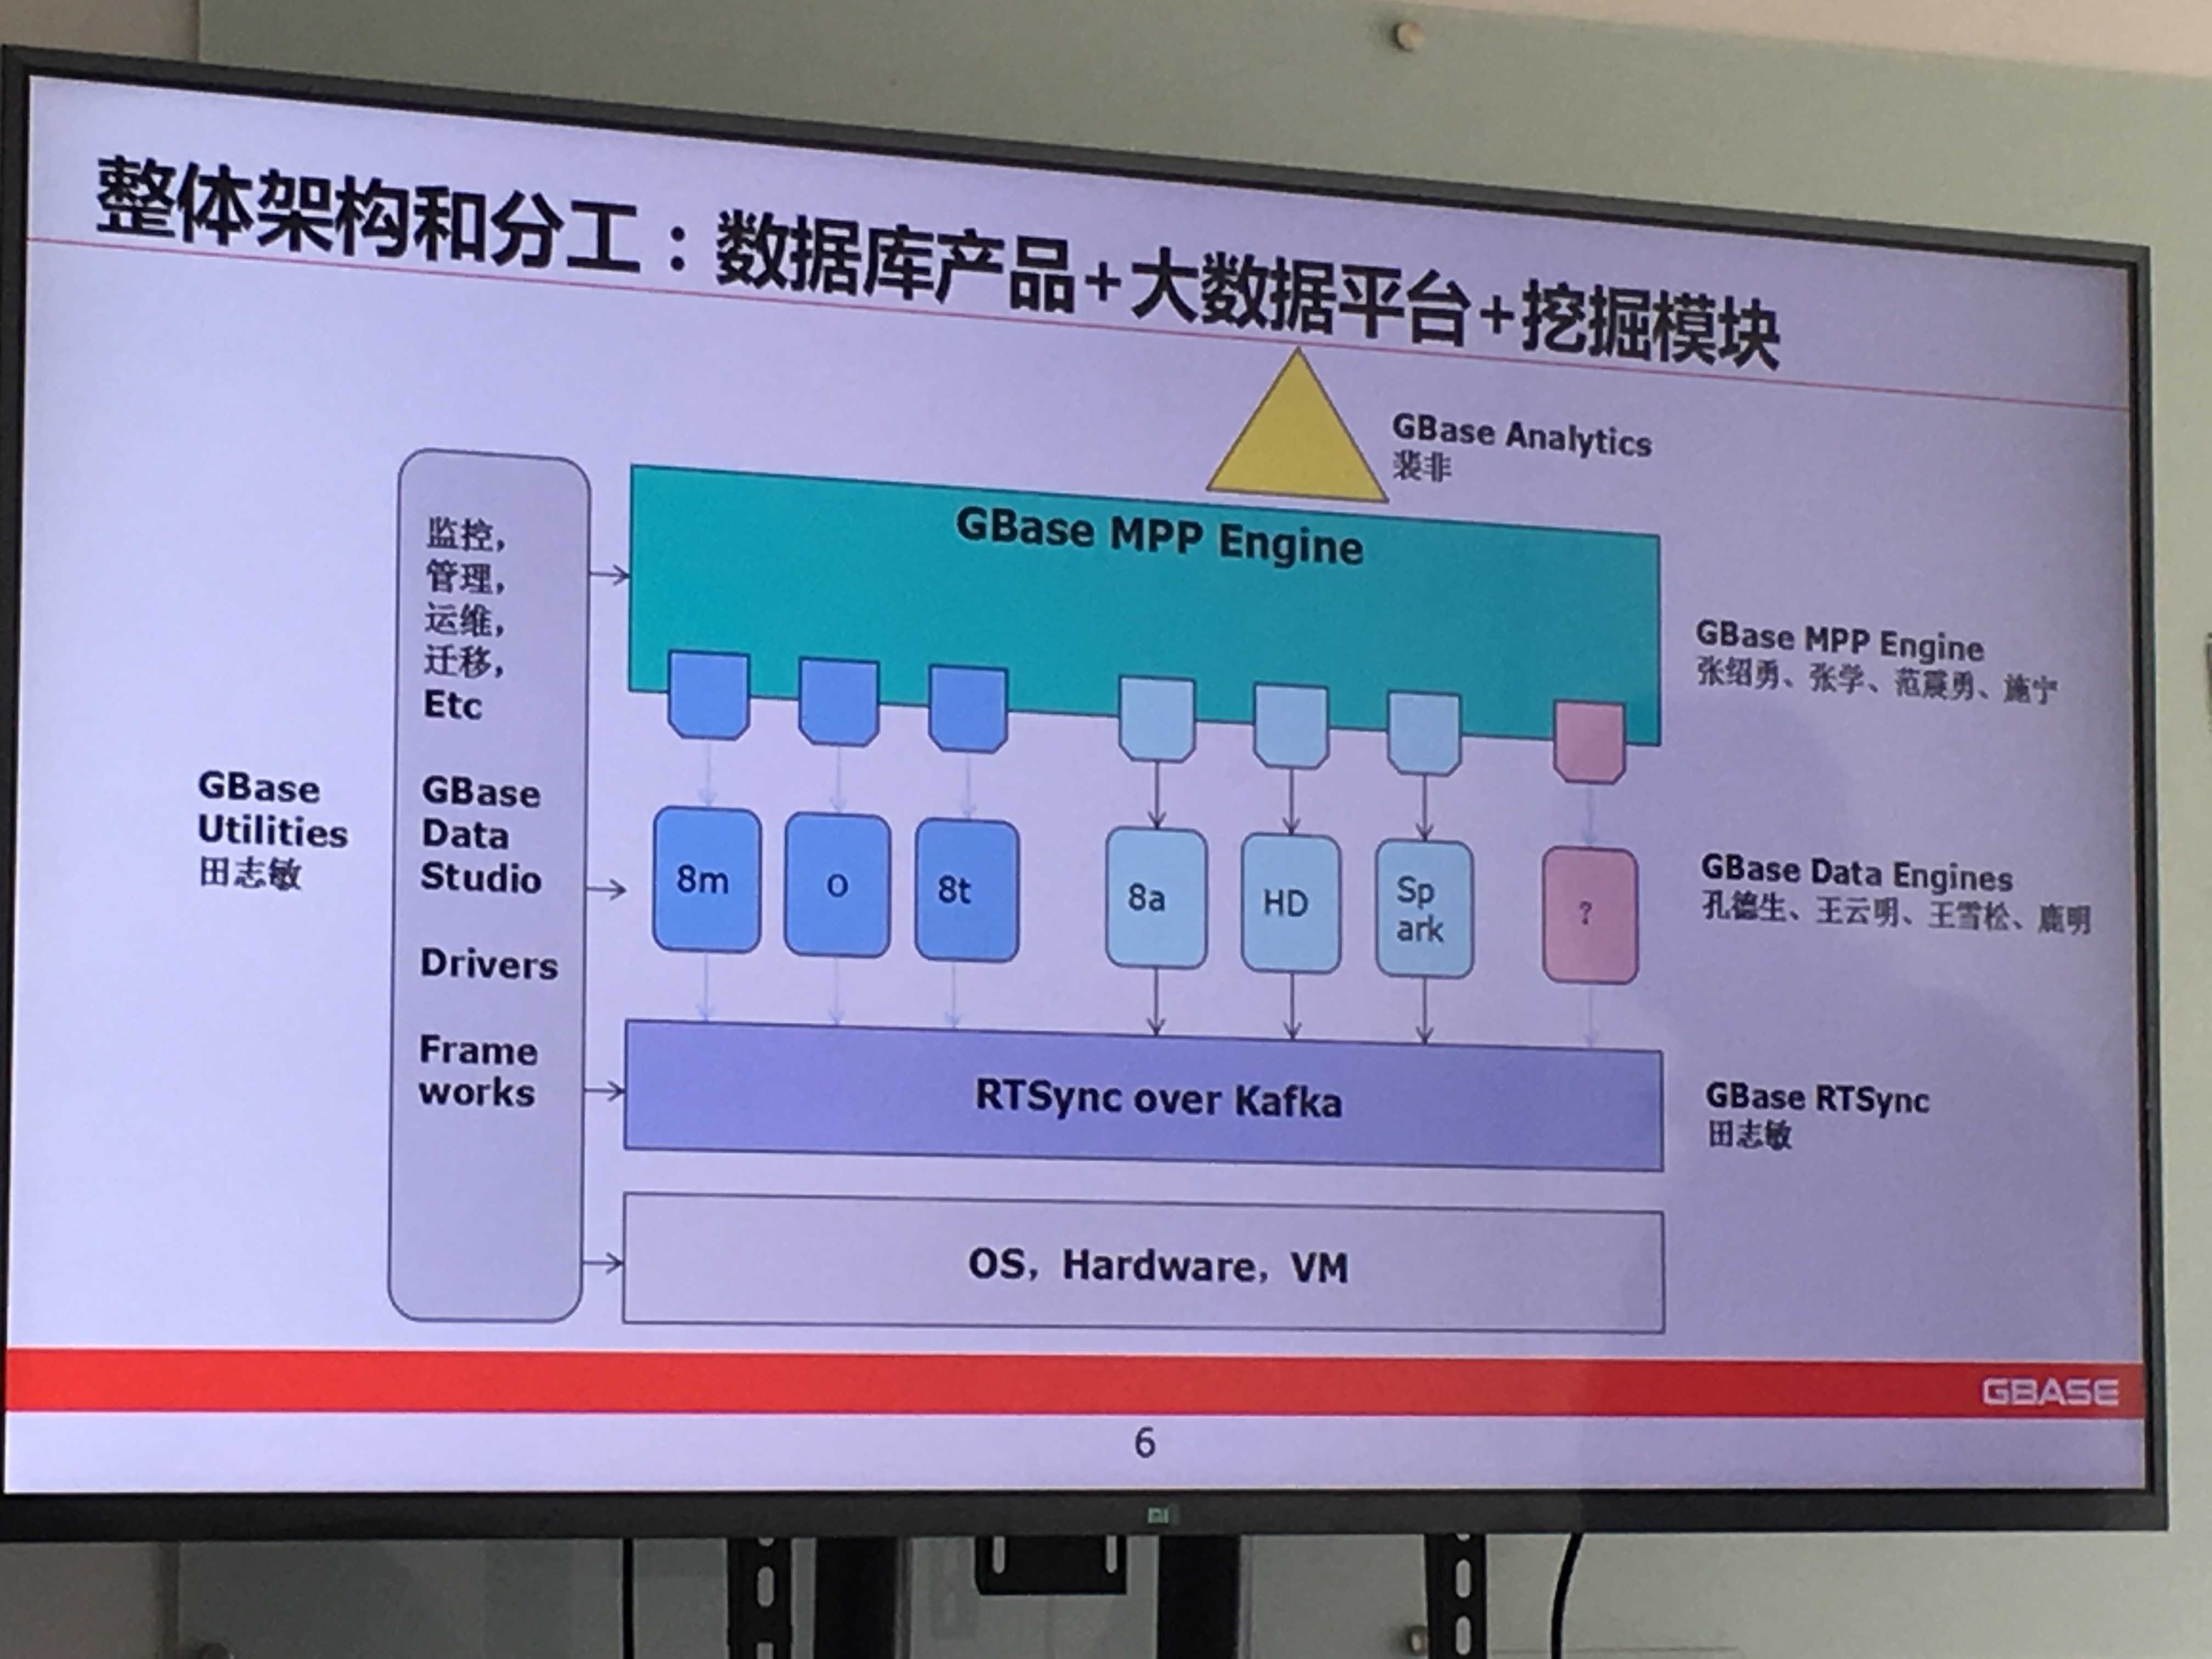 整体架构和分工：数据库产品+大数据平台+挖掘模块
GBase Analytics
裴非
监控，
管理，
运维，
迁移，
Etc
GBase
Data
Studio
Drivers
Frame
works
GBase
Utilities
田志敏
GBase MPP Engine
GBase MPP Engine
张绍勇、张学、范震勇、施宁
8m
O
8t
8a
HD
Sp
ark
?
GBase Data Engines
孔德生、王云明、王雪松、鹿明
RTSync over Kafka
GBase RTSync
田志敏
OS，Hardware，VM
GBASE
6
mi